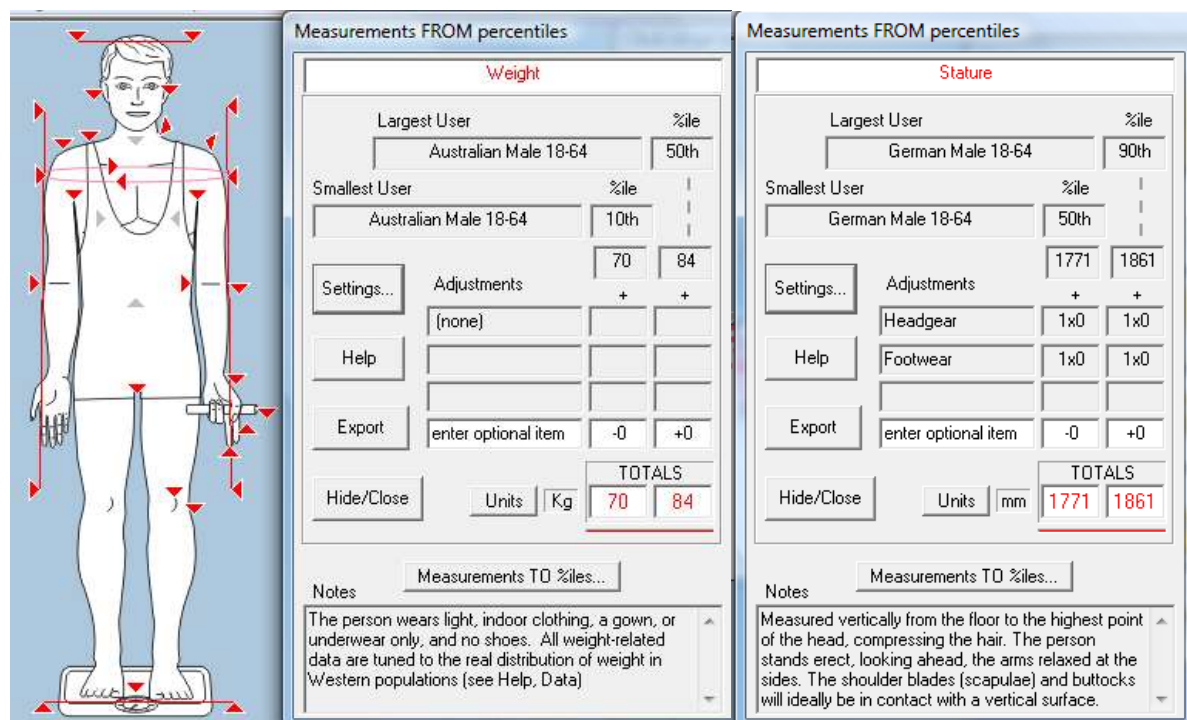 Measurements FROM percentiles
Weight
Largest User %ile
Australian Male 18-64 50th
Smallest User %ile
Australian Male 18-64 10th
70 84
Settings... Adjustments + +
(none)
Help
Export enter optional item -0 +0
TOTALS
Hide/Close Units Kg 70 84
Measurements TO %iles...
Notes
The person wears light, indoor clothing, a gown, or
underwear only, and no shoes. All weight-related
data are tuned to the real distribution of weight in
Western populations (see Help, Data)
Measurements FROM percentiles
Stature
Largest User %ile
German Male 18-64 90th
Smallest User %ile
German Male 18-64 50th
1771 1861
Settings... Adjustments + +
Headgear 1x0 1x0
Help Footwear 1x0 1x0
Export enter optional item -0 +0
TOTALS
Hide/Close Units mm 1771 1861
Measurements TO %iles...
Notes
Measured vertically from the floor to the highest point
of the head, compressing the hair. The person
stands erect, looking ahead, the arms relaxed at the
sides. The shoulder blades (scapulae) and buttocks
will ideally be in contact with a vertical surface.